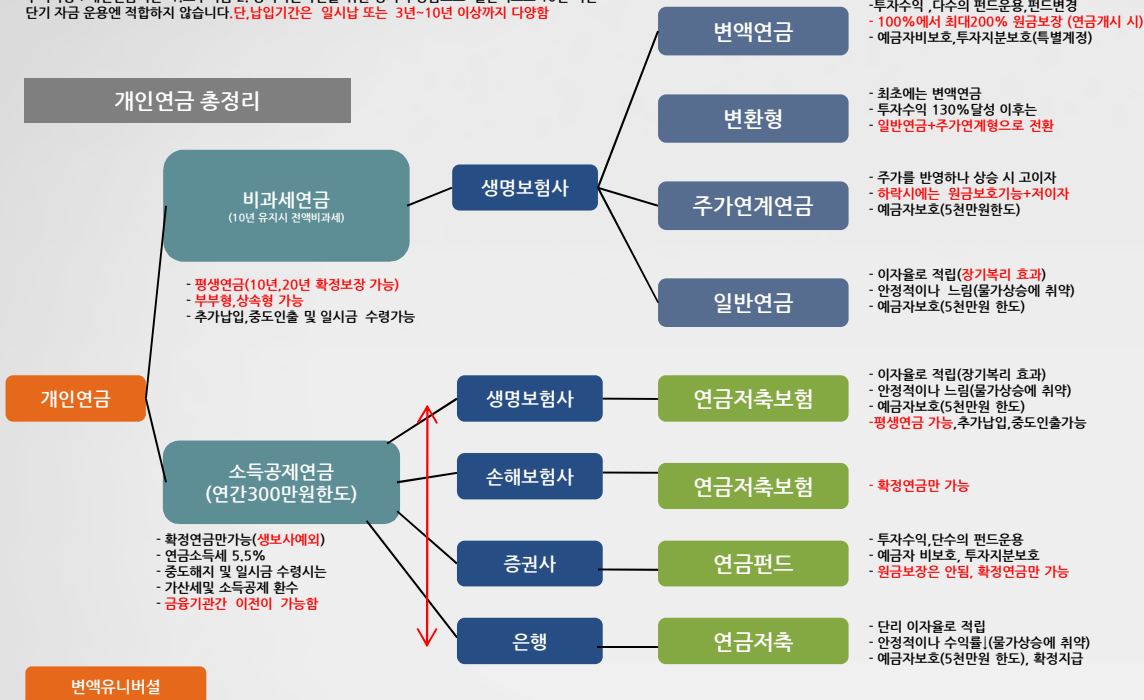 단기 자금 운용엔 적합하지 않습니다.단,납입기간은 일시납 또는 3년~10년 이상까지 다양함
개인연금 총정리
변액연금
-투자수익 ,다수의 펀드운용,펀드변경
- 100%에서 최대200% 원금보장 (연금개시 시)
- 예금자비보호,투자지분보호(특별계정)
변환형
- 최초에는 변액연금
- 투자수익 130%달성 이후는
- 일반연금+주가연계형으로 전환
비과세연금
(10년 유지시 전액비과세)
생명보험사
주가연계연금
- 주가를 반영하나 상승 시 고이자
- 하락시에는 원금보호기능+저이자
- 예금자보호(5천만원한도)
- 평생연금(10년,20년 확정보장 가능)
- 부부형,상속형 가능
- 추가납입,중도인출 및 일시금 수령가능
일반연금
- 이자율로 적립(장기복리 효과)
- 안정적이나 느림(물가상승에 취약)
- 예금자보호(5천만원 한도)
개인연금
생명보험사
연금저축보험
- 이자율로 적립(장기복리 효과)
- 안정적이나 느림(물가상승에 취약)
- 예금자보호(5천만원 한도)
-평생연금 가능,추가납입,중도인출가능
소득공제연금
(연간300만원한도)
손해보험사
연금저축보험
- 확정연금만 가능
- 확정연금만가능(생보사예외)
- 연금소득세 5.5%
- 중도해지 및 일시금 수령시는
- 가산세및 소득공제 환수
- 금융기관간 이전이 가능함
증권사
연금펀드
- 투자수익,단수의 펀드운용
- 예금자 비보호, 투자지분보호
- 원금보장은 안됨, 확정연금만 가능
은행
연금저축
- 단리 이자율로 적립
- 안정적이나 수익률|(물가상승에 취약)
- 예금자보호(5천만원 한도), 확정지급
변액유니버셜